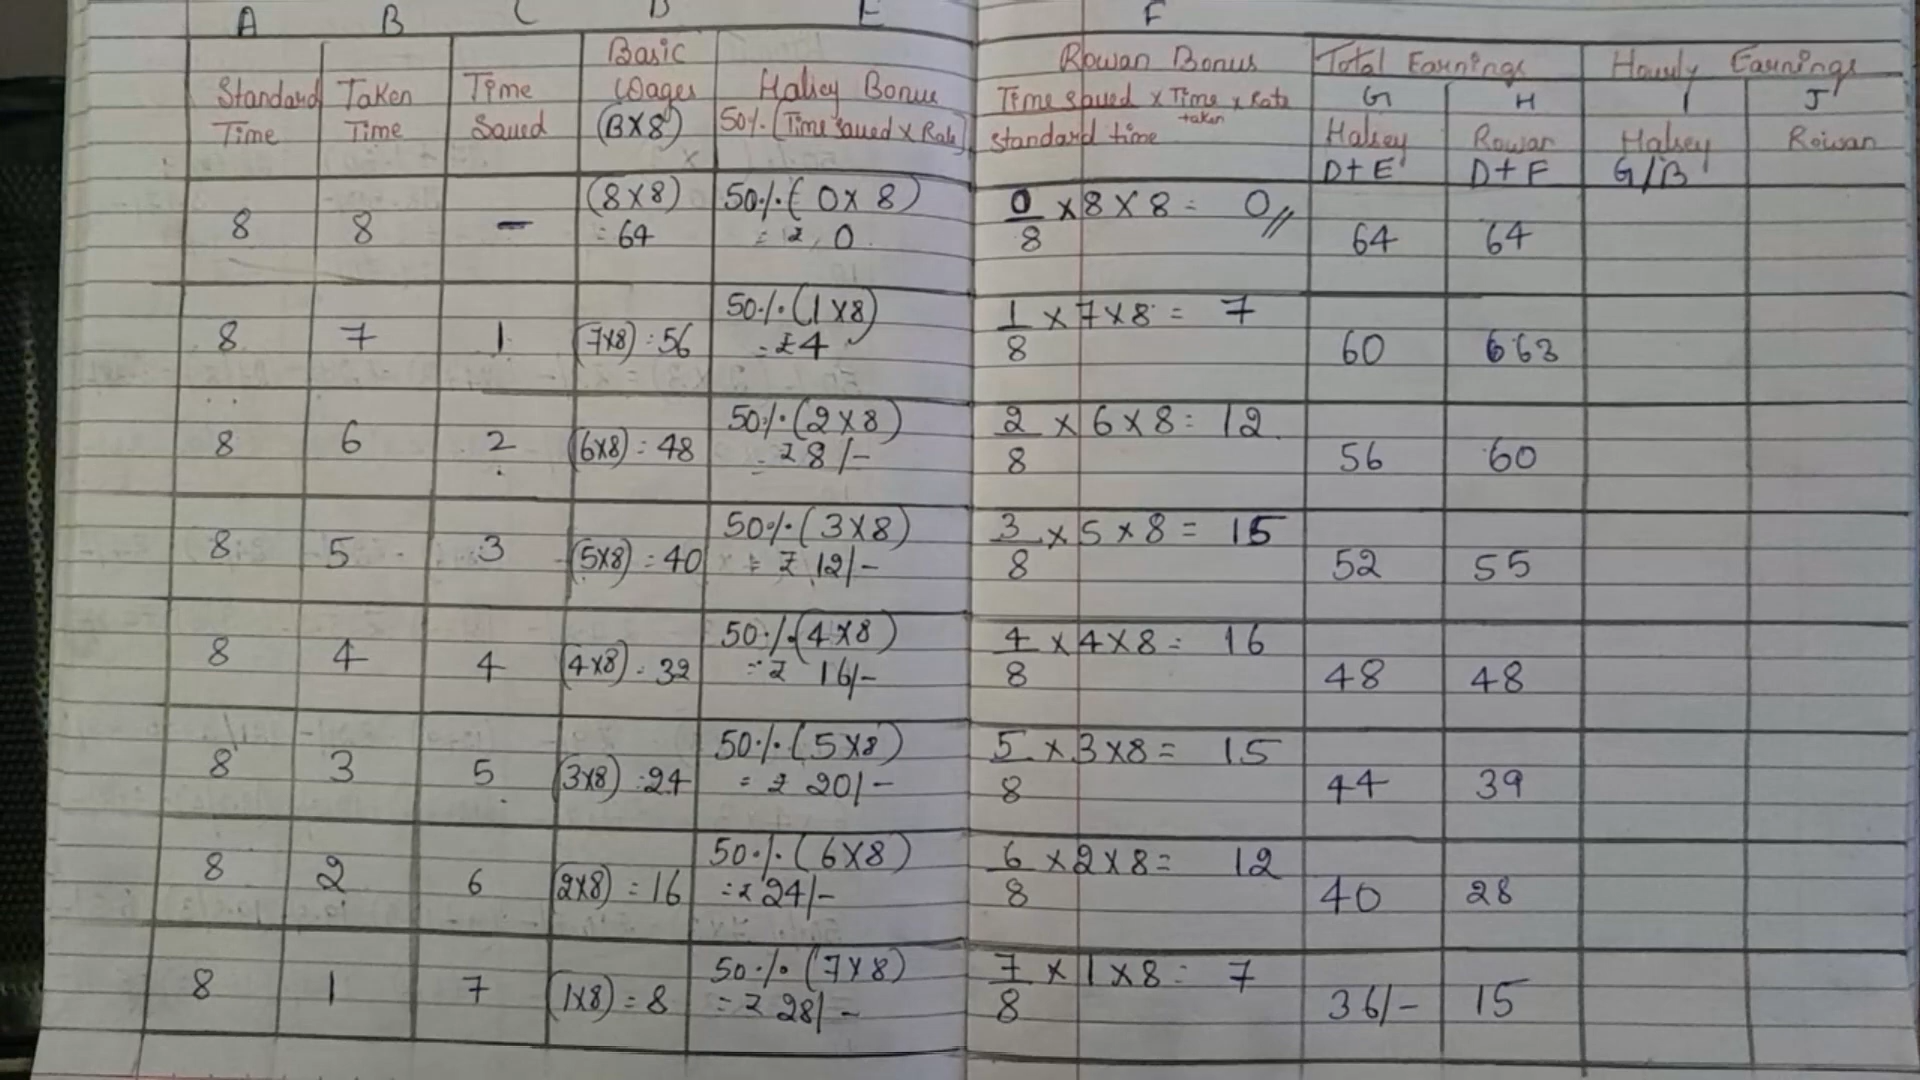 A B C D E F
Standard Time
Taken Time
Time Saved
Basic Wages (B×8)
Halsey Bonus
50% [Time saved × Rate]
Rowan Bonus
Time saved × Time taken × Rate
standard time
Total Earnings
G H
Halsey Rowan
D+E D+F
Hourly Earnings
I J
Halsey Rowan
G/B
8 8 - (8×8) = 64 50% (0×8) = ₹ 0 0/8 × 8 × 8 = 0// 64 64
8 7 1 (7×8) = 56 50% (1×8) = ₹4 1/8 × 7 × 8 = 7 60 663
8 6 2 (6×8) = 48 50% (2×8) = ₹8/- 2/8 × 6 × 8 = 12 56 60
8 5 3 (5×8) = 40 50% (3×8) = ₹12/- 3/8 × 5 × 8 = 15 52 55
8 4 4 (4×8) = 32 50% (4×8) = ₹ 16/- 4/8 × 4 × 8 = 16 48 48
8 3 5 (3×8) = 24 50% (5×8) = ₹ 20/- 5/8 × 3 × 8 = 15 44 39
8 2 6 (2×8) = 16 50% (6×8) = ₹24/- 6/8 × 2 × 8 = 12 40 28
8 1 7 (1×8) = 8 50% (7×8) = ₹ 28/- 7/8 × 1 × 8 = 7 36/- 15